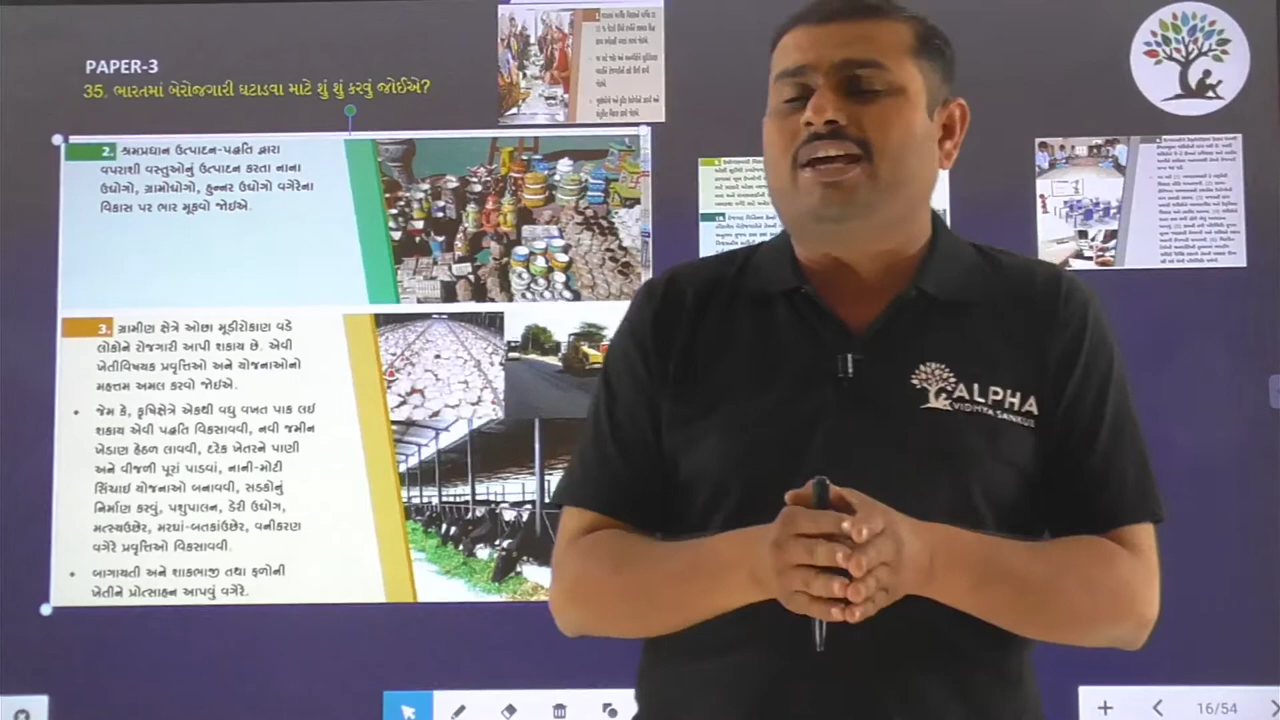 PAPER-3
35. ભારતમાં બેરોજગારી ઘટાડવા માટે શું શું કરવું જોઈએ?
2. શ્રમપ્રધાન ઉત્પાદન-પદ્ધતિ દ્વારા
વપરાશી વસ્તુઓનું ઉત્પાદન કરતા નાના
ઉદ્યોગો, ગ્રામોદ્યોગો, હુન્નર ઉદ્યોગો વગેરેના
વિકાસ પર ભાર મૂકવો જોઈએ.
3. ગ્રામીણ ક્ષેત્રે ઓછા મૂડીરોકાણ વડે
લોકોને રોજગારી આપી શકાય છે. એવી
ખેતીવિષયક પ્રવૃત્તિઓ અને યોજનાઓનો
મહત્તમ અમલ કરવો જોઈએ.
• જેમ કે, કૃષિક્ષેત્રે એકથી વધુ વખત પાક લઈ
શકાય એવી પદ્ધતિ વિકસાવવી, નવી જમીન
ખેડાણ હેઠળ લાવવી, દરેક ખેતરને પાણી
અને વીજળી પૂરાં પાડવાં, નાની-મોટી
સિંચાઈ યોજનાઓ બનાવવી, સડકોનું
નિર્માણ કરવું, પશુપાલન, ડેરી ઉદ્યોગ,
મત્સ્યઉછેર, મરઘાં-બતકાંઉછેર, વનીકરણ
વગેરે પ્રવૃત્તિઓ વિકસાવવી.
• બાગાયતી અને શાકભાજી તથા ફળોની
ખેતીને પ્રોત્સાહન આપવું વગેરે.
ALPHA
VIDHYA SANKUL
16/54